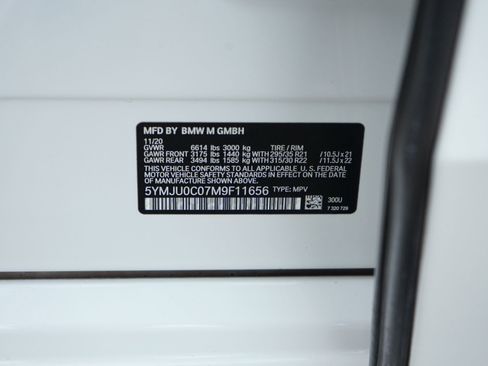 MFD BY BMW M GMBH
11/20
GVWR 6614 lbs 3000 kg TIRE / RIM
GAWR FRONT 3175 lbs 1440 kg WITH 295/35 R21 / 10.5J x 21
GAWR REAR 3494 lbs 1585 kg WITH 315/30 R22 / 11.5J x 22
THIS VEHICLE CONFORMS TO ALL APPLICABLE U. S. FEDERAL
MOTOR VEHICLE SAFETY STANDARDS IN EFFECT ON THE
DATE OF MANUFACTURE SHOWN ABOVE.
5YMJU0C07M9F11656 TYPE: MPV
300U
7 320 729